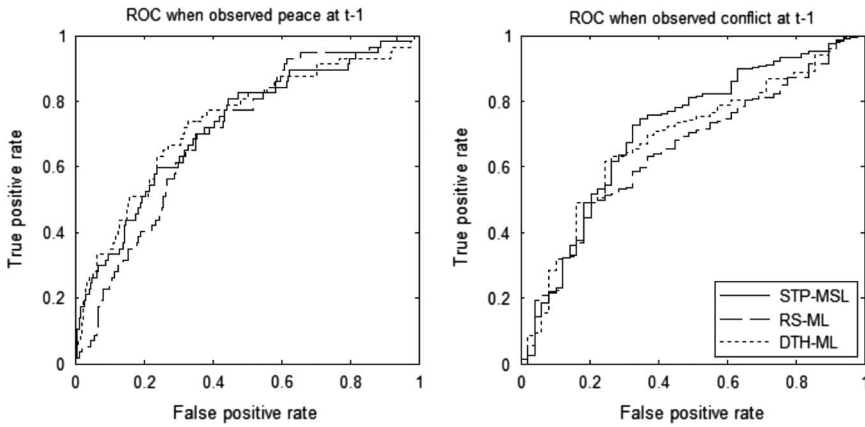 ROC when observed peace at t-1
True positive rate
1
0.8
0.6
0.4
0.2
0
0 0.2 0.4 0.6 0.8 1
False positive rate
ROC when observed conflict at t-1
True positive rate
1
0.8
0.6
0.4
0.2
0
0 0.2 0.4 0.6 0.8 1
False positive rate
STP-MSL
RS-ML
DTH-ML